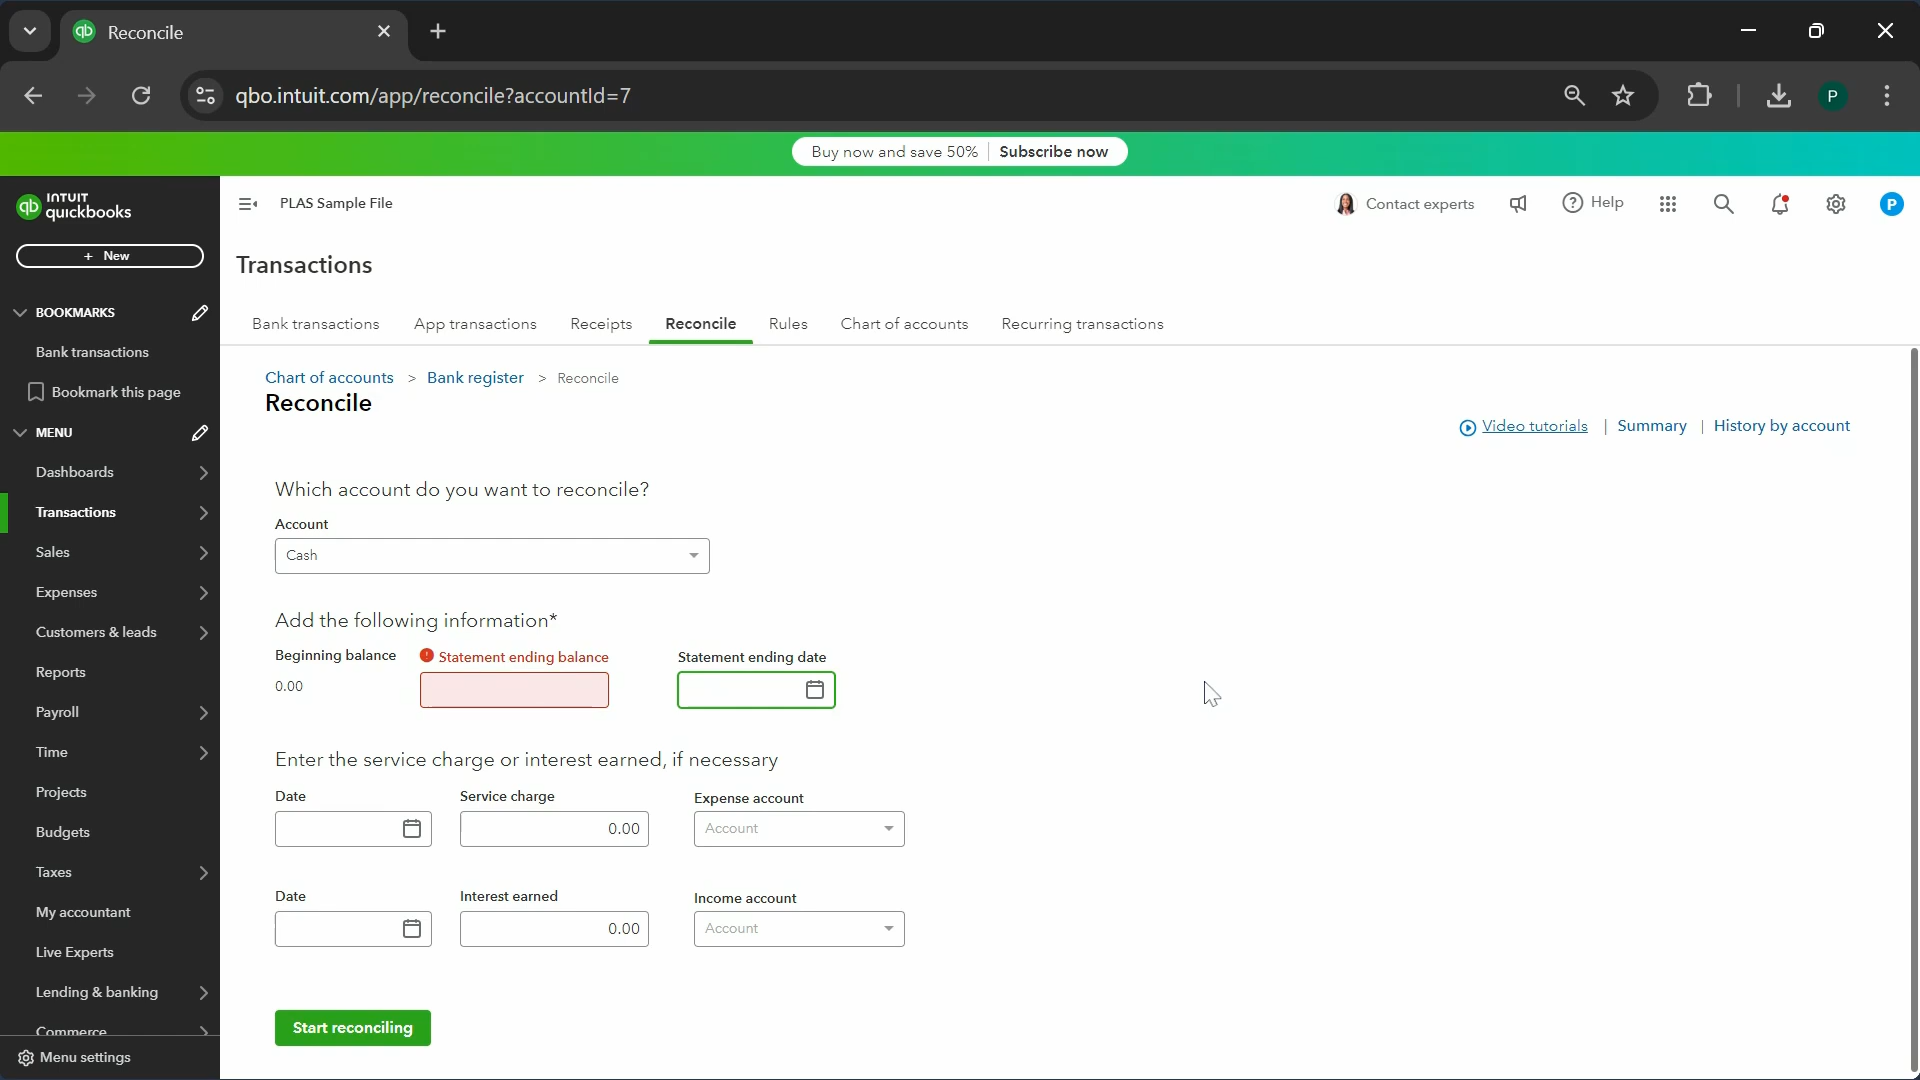 Reconcile
qbo.intuit.com/app/reconcile?accountId=7
P
Buy now and save 50% | Subscribe now
qb INTUIT quickbooks
PLAS Sample File
Contact experts
Help
P
+ New
Transactions
BOOKMARKS
Bank transactions
Bookmark this page
MENU
Dashboards
Transactions
Sales
Expenses
Customers & leads
Reports
Payroll
Time
Projects
Budgets
Taxes
My accountant
Live Experts
Lending & banking
Commerce
Menu settings
Bank transactions App transactions Receipts Reconcile Rules Chart of accounts Recurring transactions
Chart of accounts > Bank register > Reconcile
Reconcile
Video tutorials | Summary | History by account
Which account do you want to reconcile?
Account
Cash
Add the following information*
Beginning balance Statement ending balance Statement ending date
0.00
Enter the service charge or interest earned, if necessary
Date Service charge Expense account
0.00 Account
Date Interest earned Income account
0.00 Account
Start reconciling